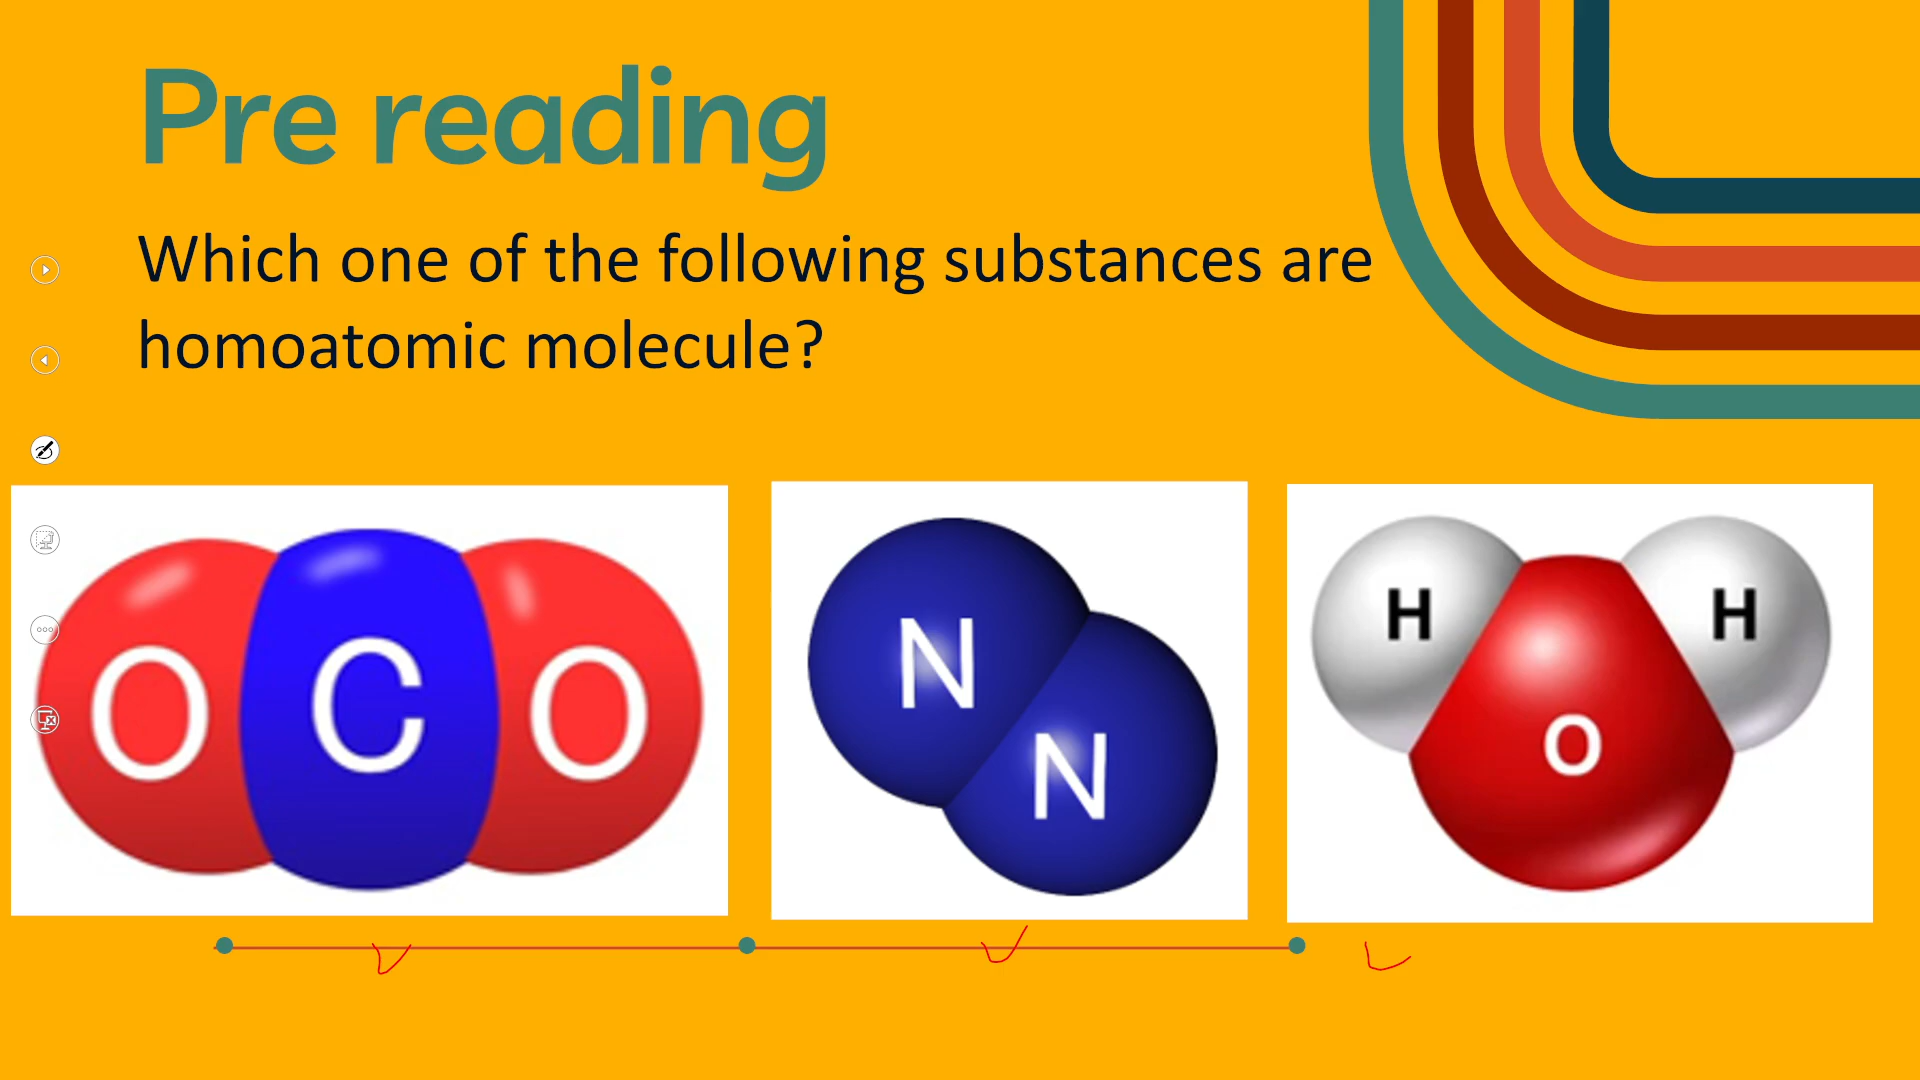 Pre reading
Which one of the following substances are
homoatomic molecule?
O C O
N
N
H H
O